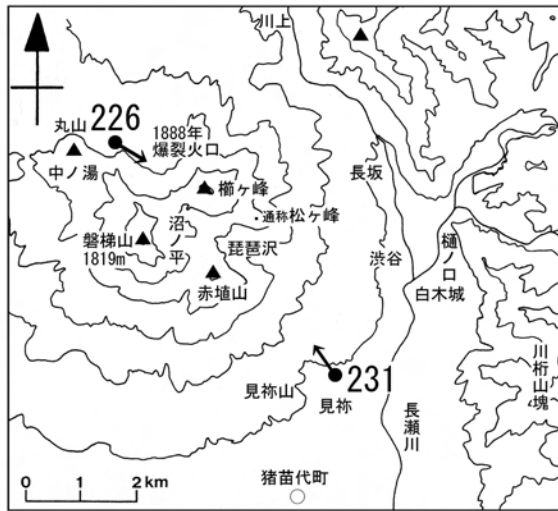 川上
丸山
226
1888年
爆裂火口
中ノ湯
櫛ヶ峰
長坂
通称松ヶ峰
沼ノ平
磐梯山
1819m
琵琶沢
渋谷
樋ノ口
赤埴山
白木城
川桁山塊
231
見祢山
見祢
長瀬川
猪苗代町
0 1 2km